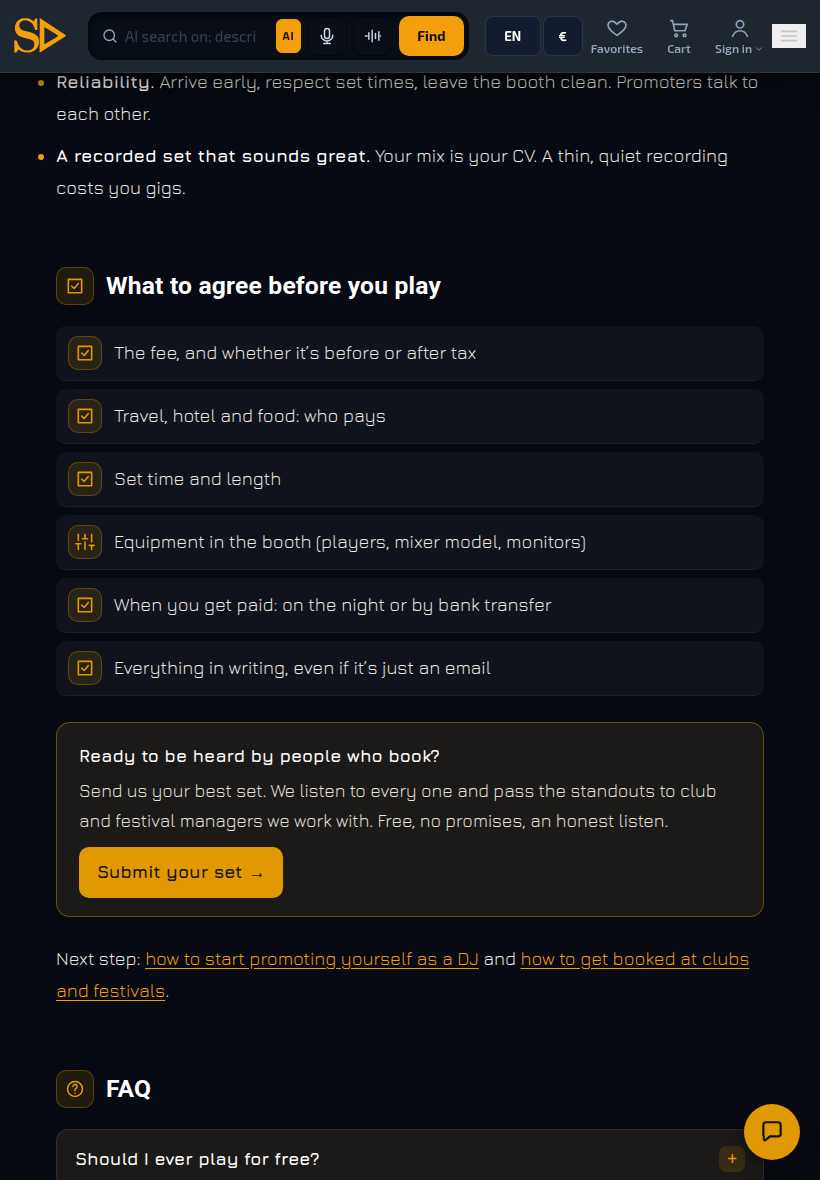 S
AI search on: descri
AI
Find
EN
€
Favorites
Cart
Sign in
Reliability. Arrive early, respect set times, leave the booth clean. Promoters talk to
each other.
A recorded set that sounds great. Your mix is your CV. A thin, quiet recording
costs you gigs.
What to agree before you play
The fee, and whether it's before or after tax
Travel, hotel and food: who pays
Set time and length
Equipment in the booth (players, mixer model, monitors)
When you get paid: on the night or by bank transfer
Everything in writing, even if it's just an email
Ready to be heard by people who book?
Send us your best set. We listen to every one and pass the standouts to club
and festival managers we work with. Free, no promises, an honest listen.
Submit your set →
Next step: how to start promoting yourself as a DJ and how to get booked at clubs
and festivals.
FAQ
Should I ever play for free?
+